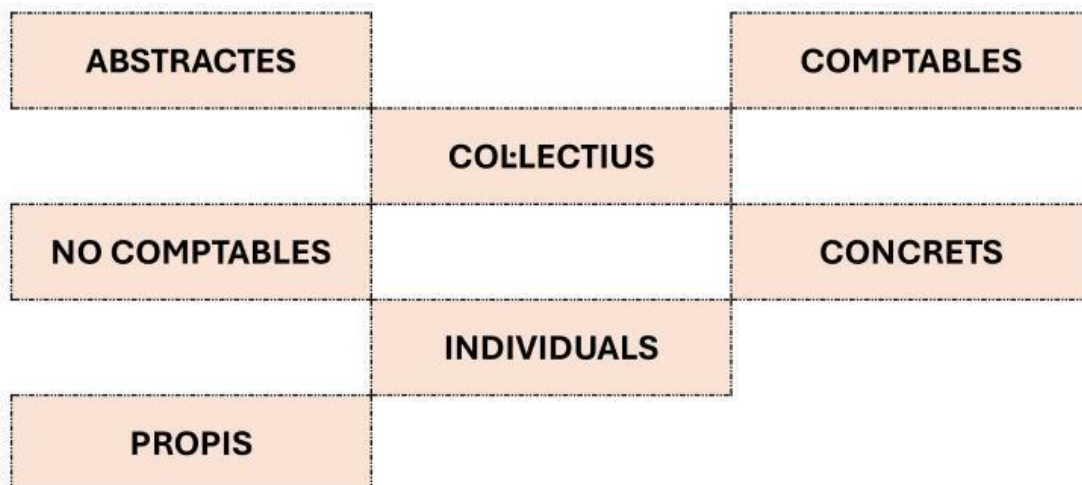 ABSTRACTES
COMPTABLES
COL·LECTIUS
NO COMPTABLES
CONCRETS
INDIVIDUALS
PROPIS